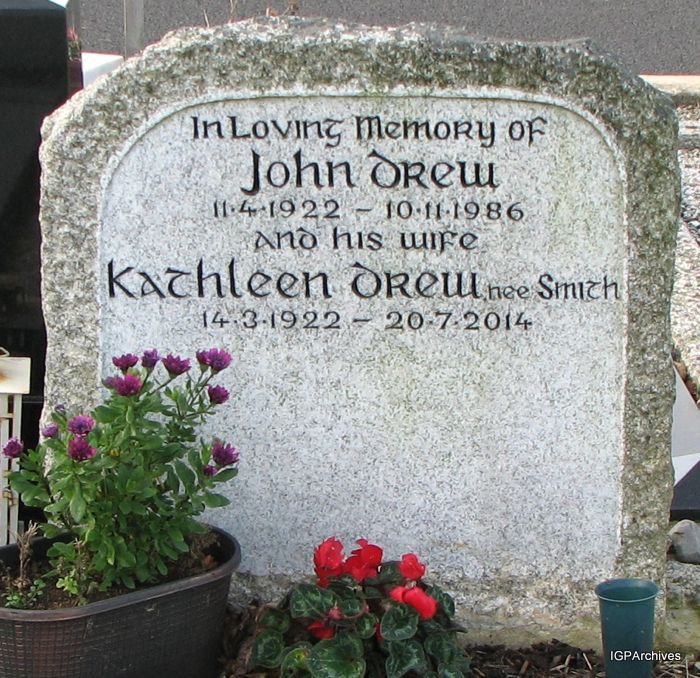 In Loving Memory of
John Drew
11·4·1922 – 10·11·1986
and his wife
Kathleen Drew, nee Smith
14·3·1922 – 20·7·2014
IGPArchives